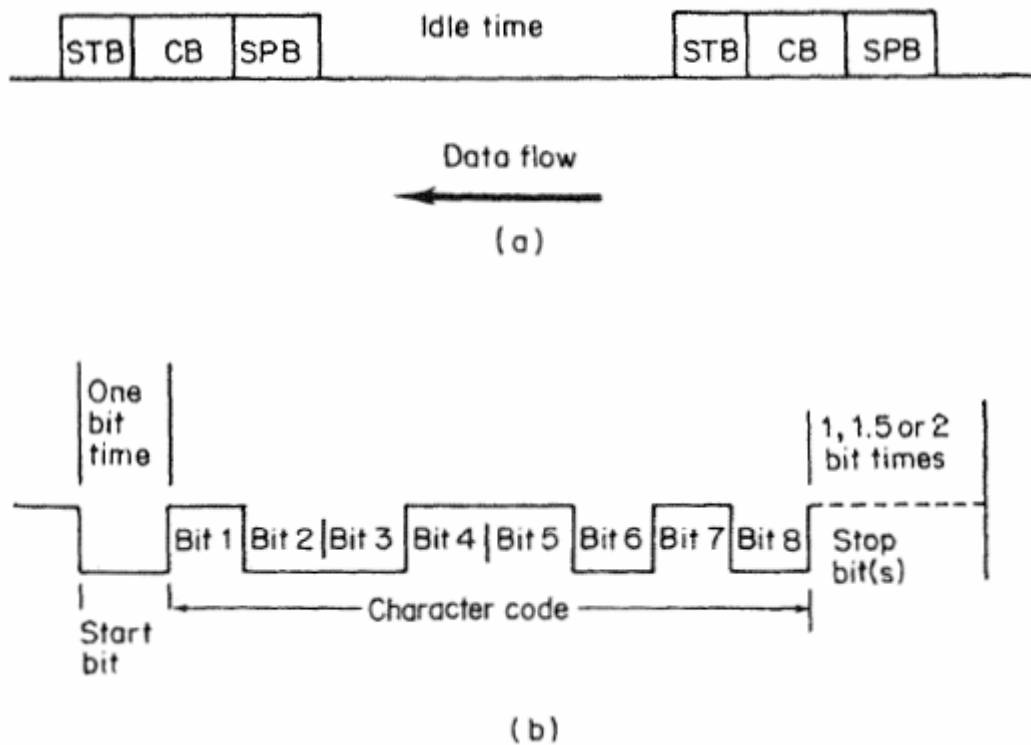 Idle time
STB CB SPB STB CB SPB
Data flow
(a)
One
bit
time
1, 1.5 or 2
bit times
Bit 1 Bit 2 Bit 3 Bit 4 Bit 5 Bit 6 Bit 7 Bit 8 Stop
bit(s)
Character code
Start
bit
(b)